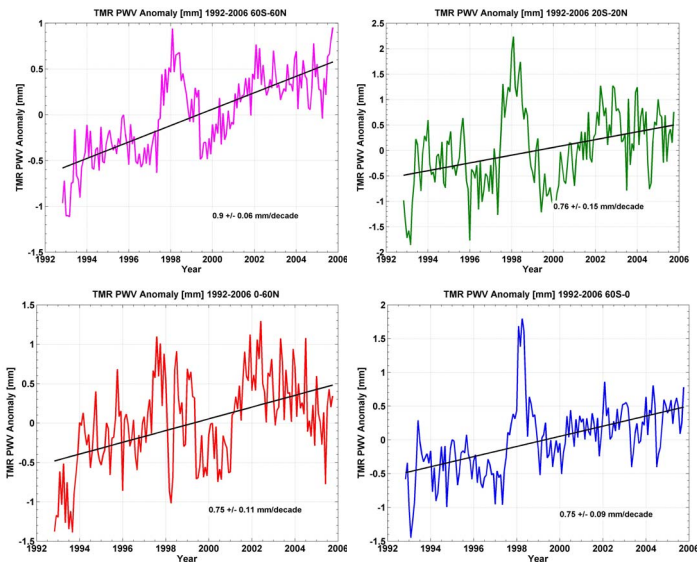 TMR PWV Anomaly [mm] 1992-2006 60S-60N
TMR PWV Anomaly [mm]
1
0.5
0
-0.5
-1
-1.5
0.9 +/- 0.06 mm/decade
1992 1994 1996 1998 2000 2002 2004 2006
Year
TMR PWV Anomaly [mm] 1992-2006 20S-20N
TMR PWV Anomaly [mm]
2.5
2
1.5
1
0.5
0
-0.5
-1
-1.5
-2
0.76 +/- 0.15 mm/decade
1992 1994 1996 1998 2000 2002 2004 2006
Year
TMR PWV Anomaly [mm] 1992-2006 0-60N
TMR PWV Anomaly [mm]
1.5
1
0.5
0
-0.5
-1
-1.5
0.75 +/- 0.11 mm/decade
1992 1994 1996 1998 2000 2002 2004 2006
Year
TMR PWV Anomaly [mm] 1992-2006 60S-0
TMR PWV Anomaly [mm]
2
1.5
1
0.5
0
-0.5
-1
-1.5
0.75 +/- 0.09 mm/decade
1992 1994 1996 1998 2000 2002 2004 2006
Year